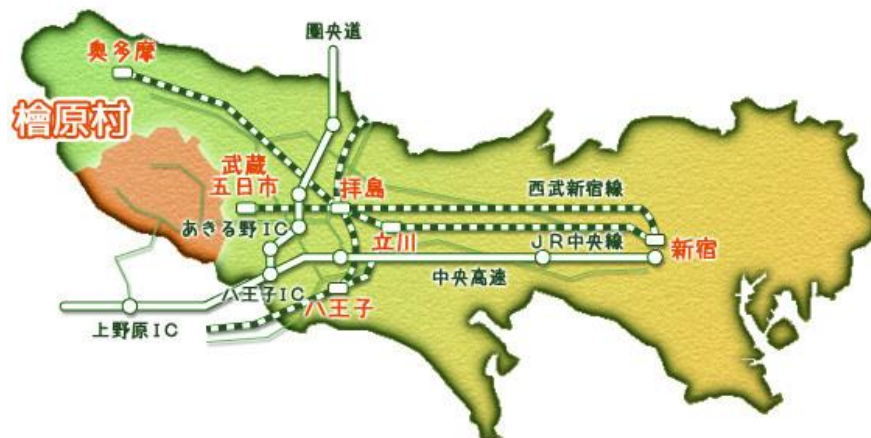 圏央道
奥多摩
檜原村
武蔵
五日市
拝島
西武新宿線
あきる野IC
立川
JR中央線
新宿
中央高速
八王子IC
八王子
上野原IC